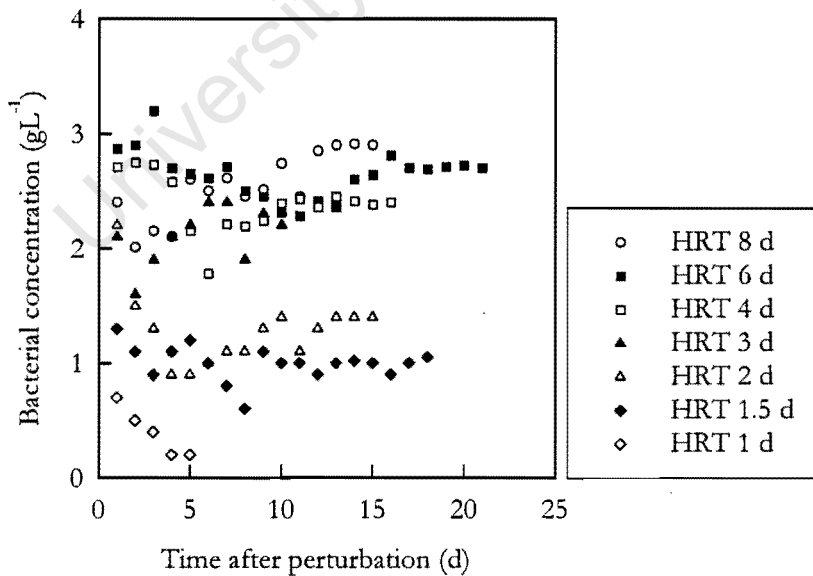 University
4
3
2
1
0
0 5 10 15 20 25
Bacterial concentration (gL⁻¹)
Time after perturbation (d)
HRT 8 d
HRT 6 d
HRT 4 d
HRT 3 d
HRT 2 d
HRT 1.5 d
HRT 1 d